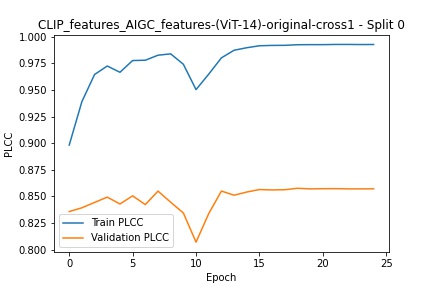 CLIP_features_AIGC_features-(ViT-14)-original-cross1 - Split 0
1.000
0.975
0.950
0.925
0.900
0.875
0.850
0.825
0.800
PLCC
Train PLCC
Validation PLCC
0 5 10 15 20 25
Epoch